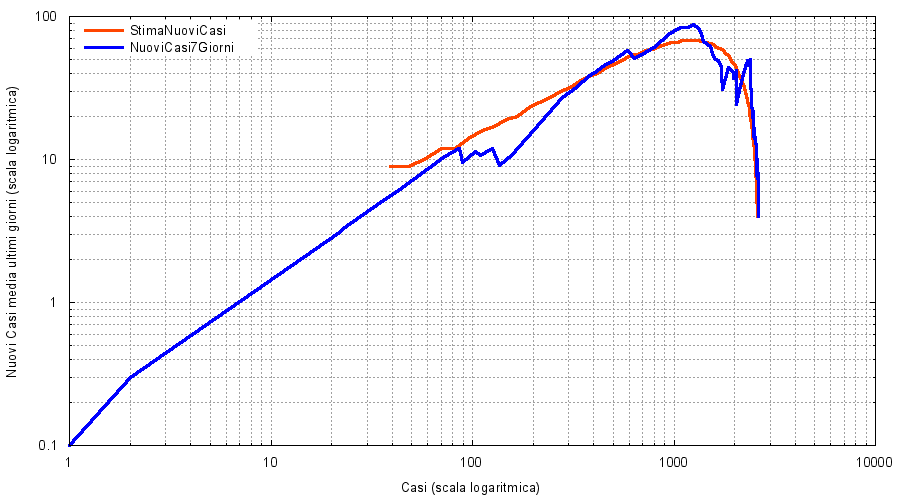 100
StimaNuoviCasi
NuoviCasi7Giorni
10
1
0.1
Nuovi Casi media ultimi giorni (scala logaritmica)
1 10 100 1000 10000
Casi (scala logaritmica)